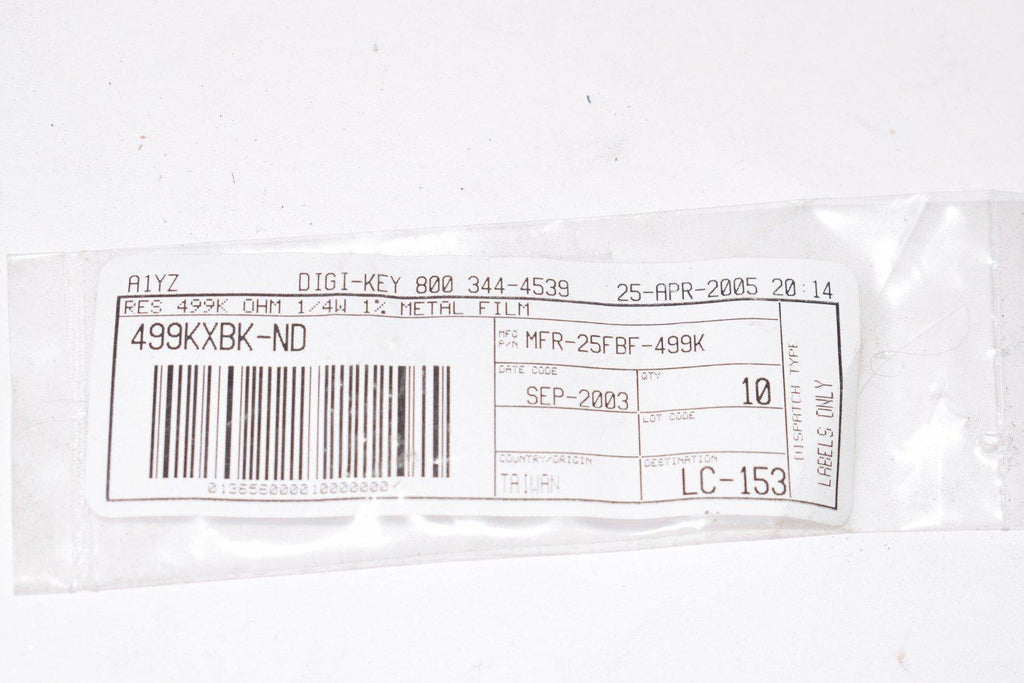 A1YZ DIGI-KEY 800 344-4539 25-APR-2005 20:14
RES 499K OHM 1/4W 1% METAL FILM
499KXBK-ND
MFG P/N MFR-25FBF-499K
DATE CODE
SEP-2003
QTY
10
LOT CODE
COUNTRY/ORIGIN
TAIWAN
DESTINATION
LC-153
DISPATCH TYPE
LABELS ONLY